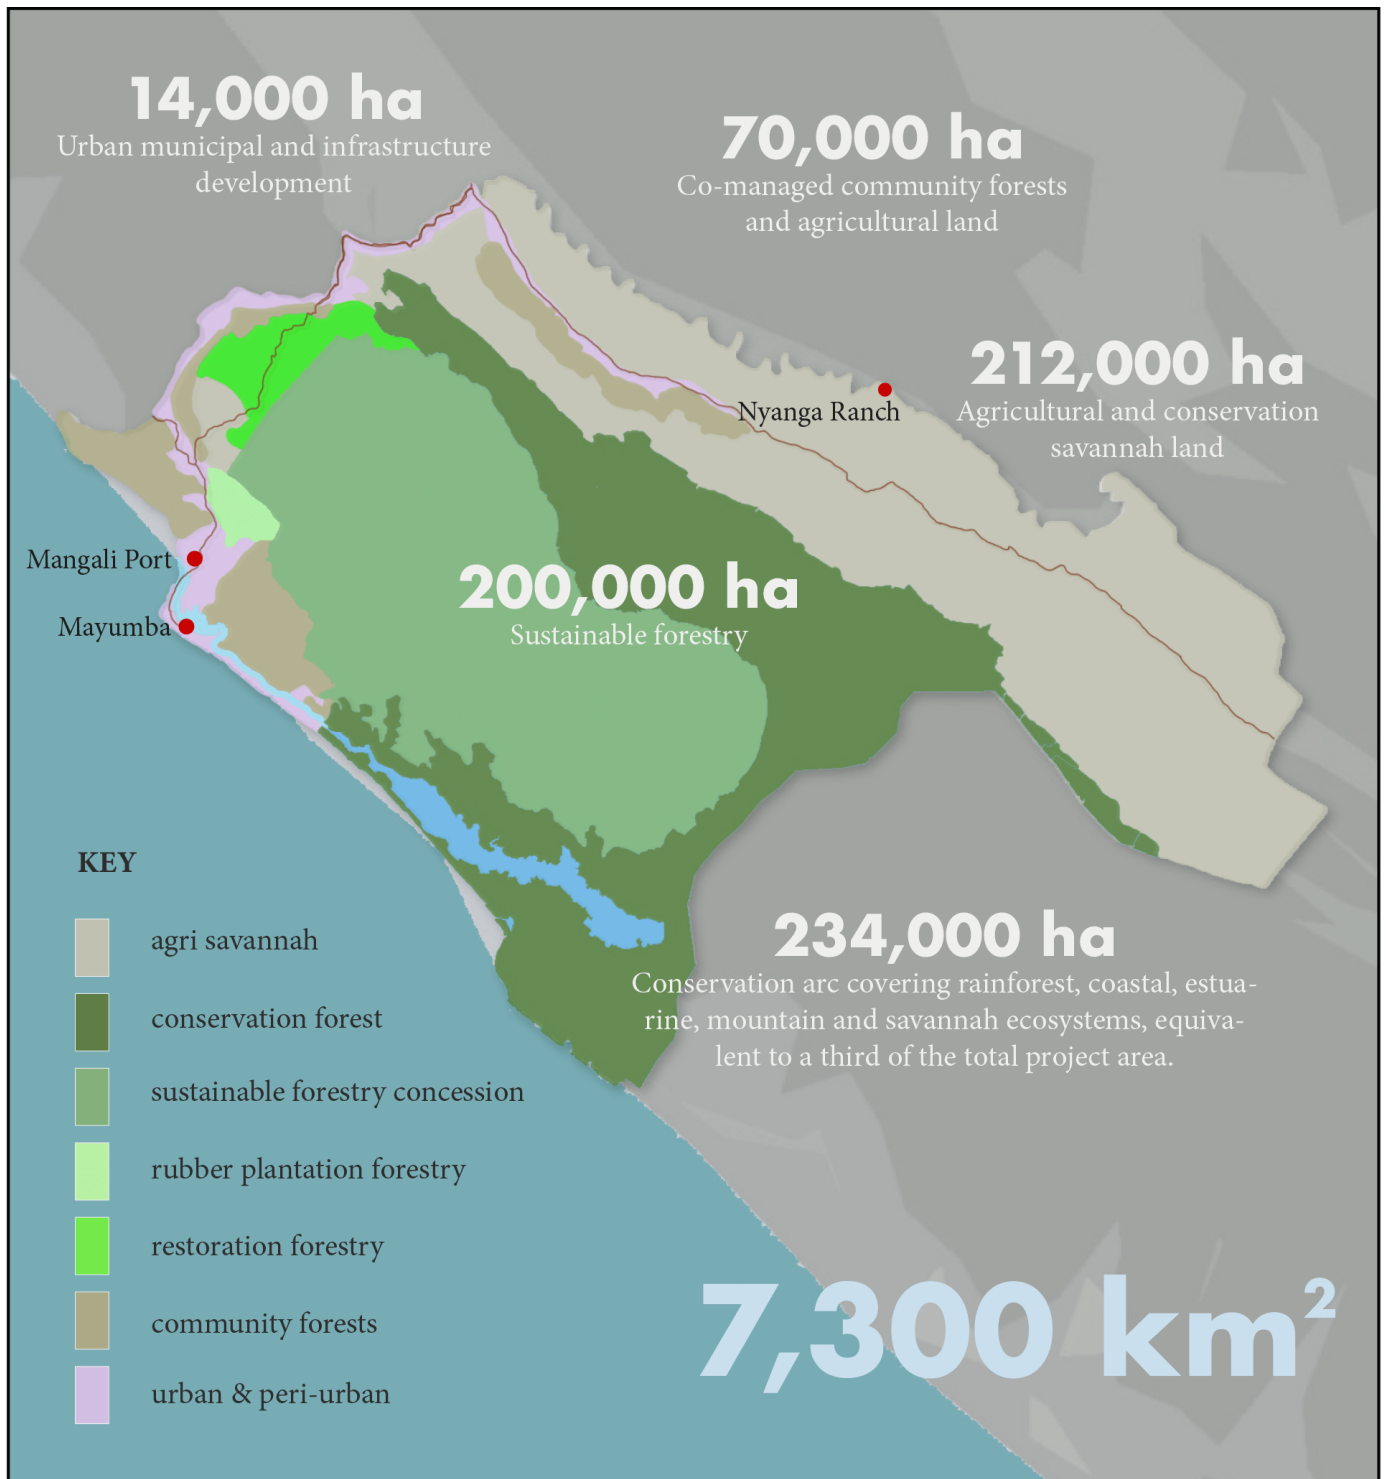 14,000 ha
Urban municipal and infrastructure
development
70,000 ha
Co-managed community forests
and agricultural land
212,000 ha
Agricultural and conservation
savannah land
Nyanga Ranch
Mangali Port
Mayumba
200,000 ha
Sustainable forestry
234,000 ha
Conservation arc covering rainforest, coastal, estua-
rine, mountain and savannah ecosystems, equiva-
lent to a third of the total project area.
KEY
agri savannah
conservation forest
sustainable forestry concession
rubber plantation forestry
restoration forestry
community forests
urban & peri-urban
7,300 km²